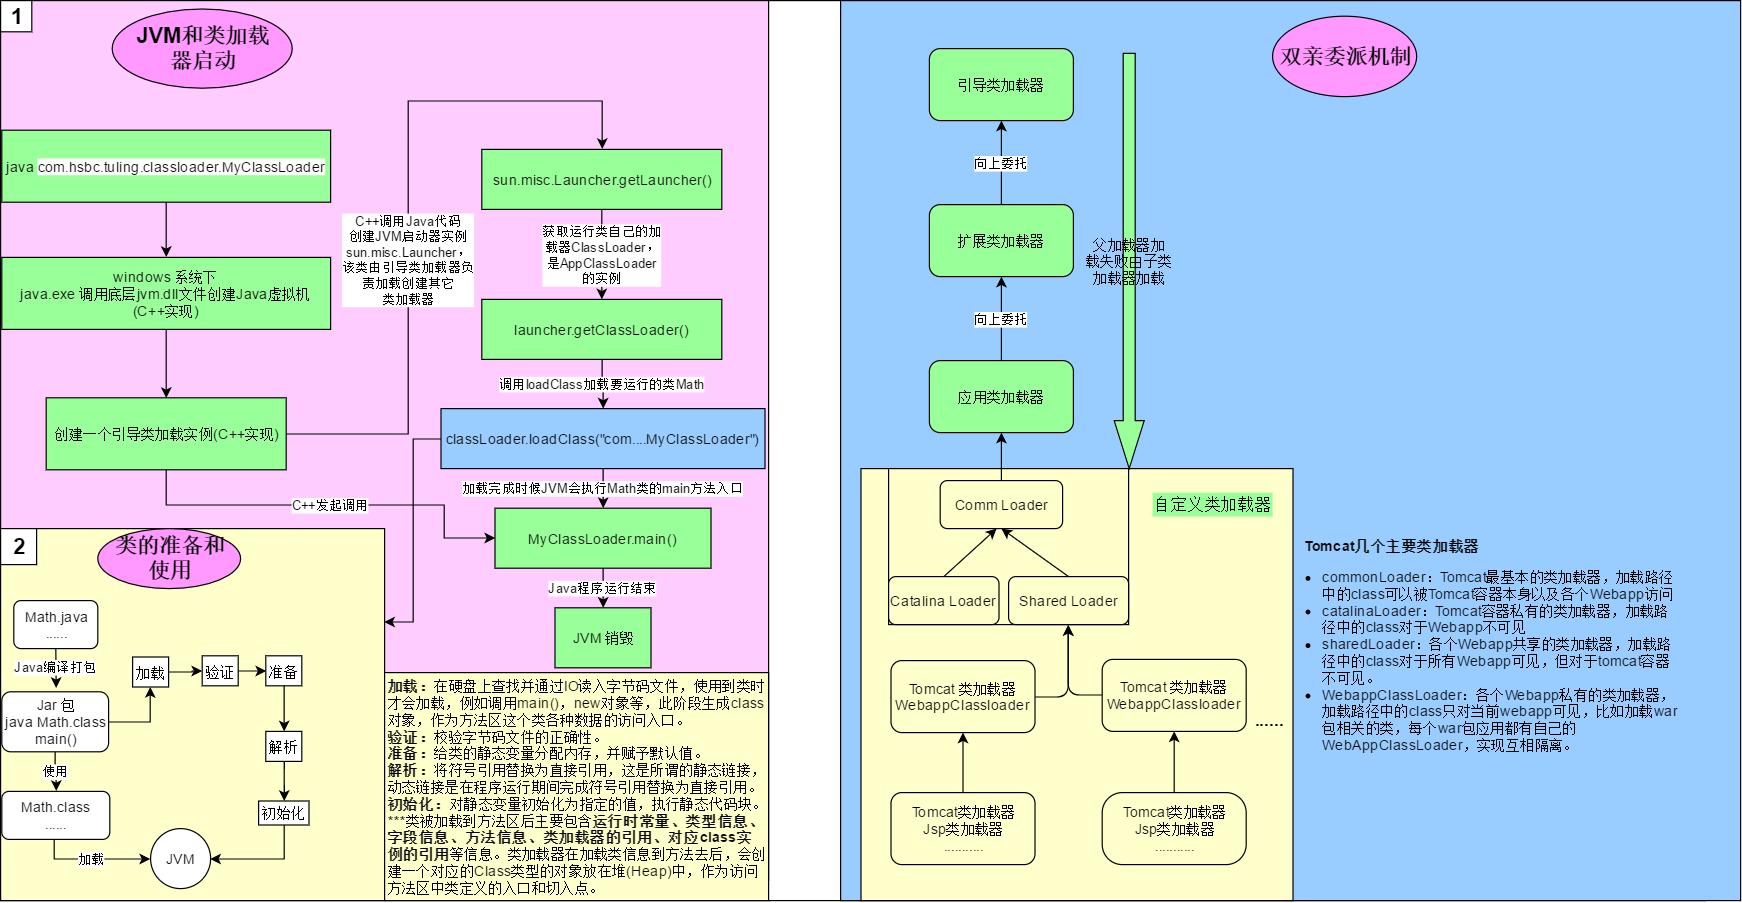 1
JVM和类加载
器启动
java com.hsbc.tuling.classloader.MyClassLoader
windows 系统下
java.exe 调用底层jvm.dll文件创建Java虚拟机
(C++实现)
创建一个引导类加载实例(C++实现)
C++调用Java代码
创建JVM启动器实例
sun.misc.Launcher，
该类由引导类加载器负
责加载创建其它
类加载器
sun.misc.Launcher.getLauncher()
获取运行类自己的加
载器ClassLoader，
是AppClassLoader
的实例
launcher.getClassLoader()
调用loadClass加载要运行的类Math
classLoader.loadClass("com....MyClassLoader")
加载完成时候JVM会执行Math类的main方法入口
C++发起调用
MyClassLoader.main()
Java程序运行结束
JVM 销毁
2
类的准备和
使用
Math.java
......
Java编译打包
Jar 包
java Math.class
main()
使用
Math.class
......
加载
加载
验证
准备
解析
初始化
JVM
加载：在硬盘上查找并通过IO读入字节码文件，使用到类时
才会加载，例如调用main()，new对象等，此阶段生成class
对象，作为方法区这个类各种数据的访问入口。
验证：校验字节码文件的正确性。
准备：给类的静态变量分配内存，并赋予默认值。
解析：将符号引用替换为直接引用，这是所谓的静态链接，
动态链接是在程序运行期间完成符号引用替换为直接引用。
初始化：对静态变量初始化为指定的值，执行静态代码块。
***类被加载到方法区后主要包含运行时常量、类型信息、
字段信息、方法信息、类加载器的引用、对应class实
例的引用等信息。类加载器在加载类信息到方法去后，会创
建一个对应的Class类型的对象放在堆(Heap)中，作为访问
方法区中类定义的入口和切入点。
双亲委派机制
引导类加载器
向上委托
扩展类加载器
向上委托
应用类加载器
父加载器加
载失败由子类
加载器加载
自定义类加载器
Comm Loader
Catalina Loader
Shared Loader
Tomcat 类加载器
WebappClassloader
Tomcat 类加载器
WebappClassloader
......
Tomcat类加载器
Jsp类加载器
...........
Tomcat类加载器
Jsp类加载器
...........
Tomcat几个主要类加载器
• commonLoader：Tomcat最基本的类加载器，加载路径
中的class可以被Tomcat容器本身以及各个Webapp访问
• catalinaLoader：Tomcat容器私有的类加载器，加载路
径中的class对于Webapp不可见
• sharedLoader：各个Webapp共享的类加载器，加载路
径中的class对于所有Webapp可见，但对于tomcat容器
不可见。
• WebappClassLoader：各个Webapp私有的类加载器，
加载路径中的class只对当前webapp可见，比如加载war
包相关的类，每个war包应用都有自己的
WebAppClassLoader，实现互相隔离。